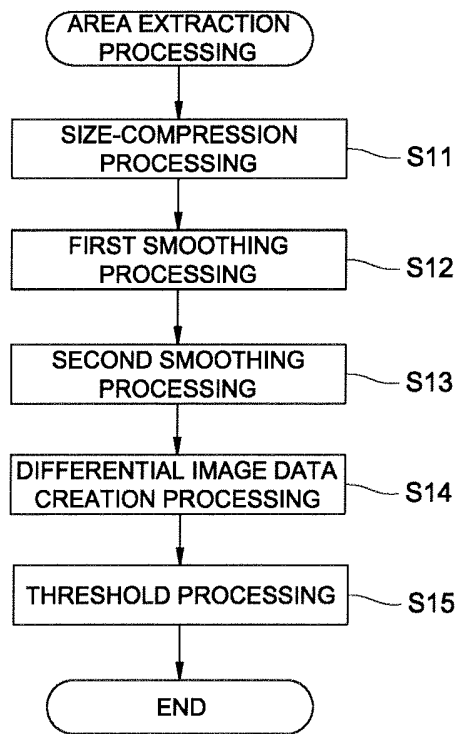 AREA EXTRACTION
PROCESSING
SIZE-COMPRESSION
PROCESSING
S11
FIRST SMOOTHING
PROCESSING
S12
SECOND SMOOTHING
PROCESSING
S13
DIFFERENTIAL IMAGE DATA
CREATION PROCESSING
S14
THRESHOLD PROCESSING
S15
END